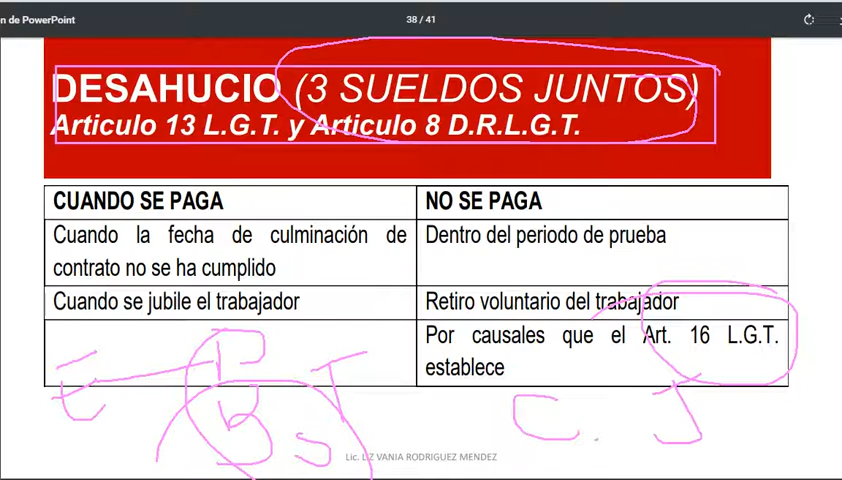 n de PowerPoint
38 / 41
DESAHUCIO (3 SUELDOS JUNTOS)
Articulo 13 L.G.T. y Articulo 8 D.R.L.G.T.
CUANDO SE PAGA
NO SE PAGA
Cuando la fecha de culminación de
contrato no se ha cumplido
Dentro del periodo de prueba
Cuando se jubile el trabajador
Retiro voluntario del trabajador
Por causales que el Art. 16 L.G.T.
establece
Lic. LIZ VANIA RODRIGUEZ MENDEZ